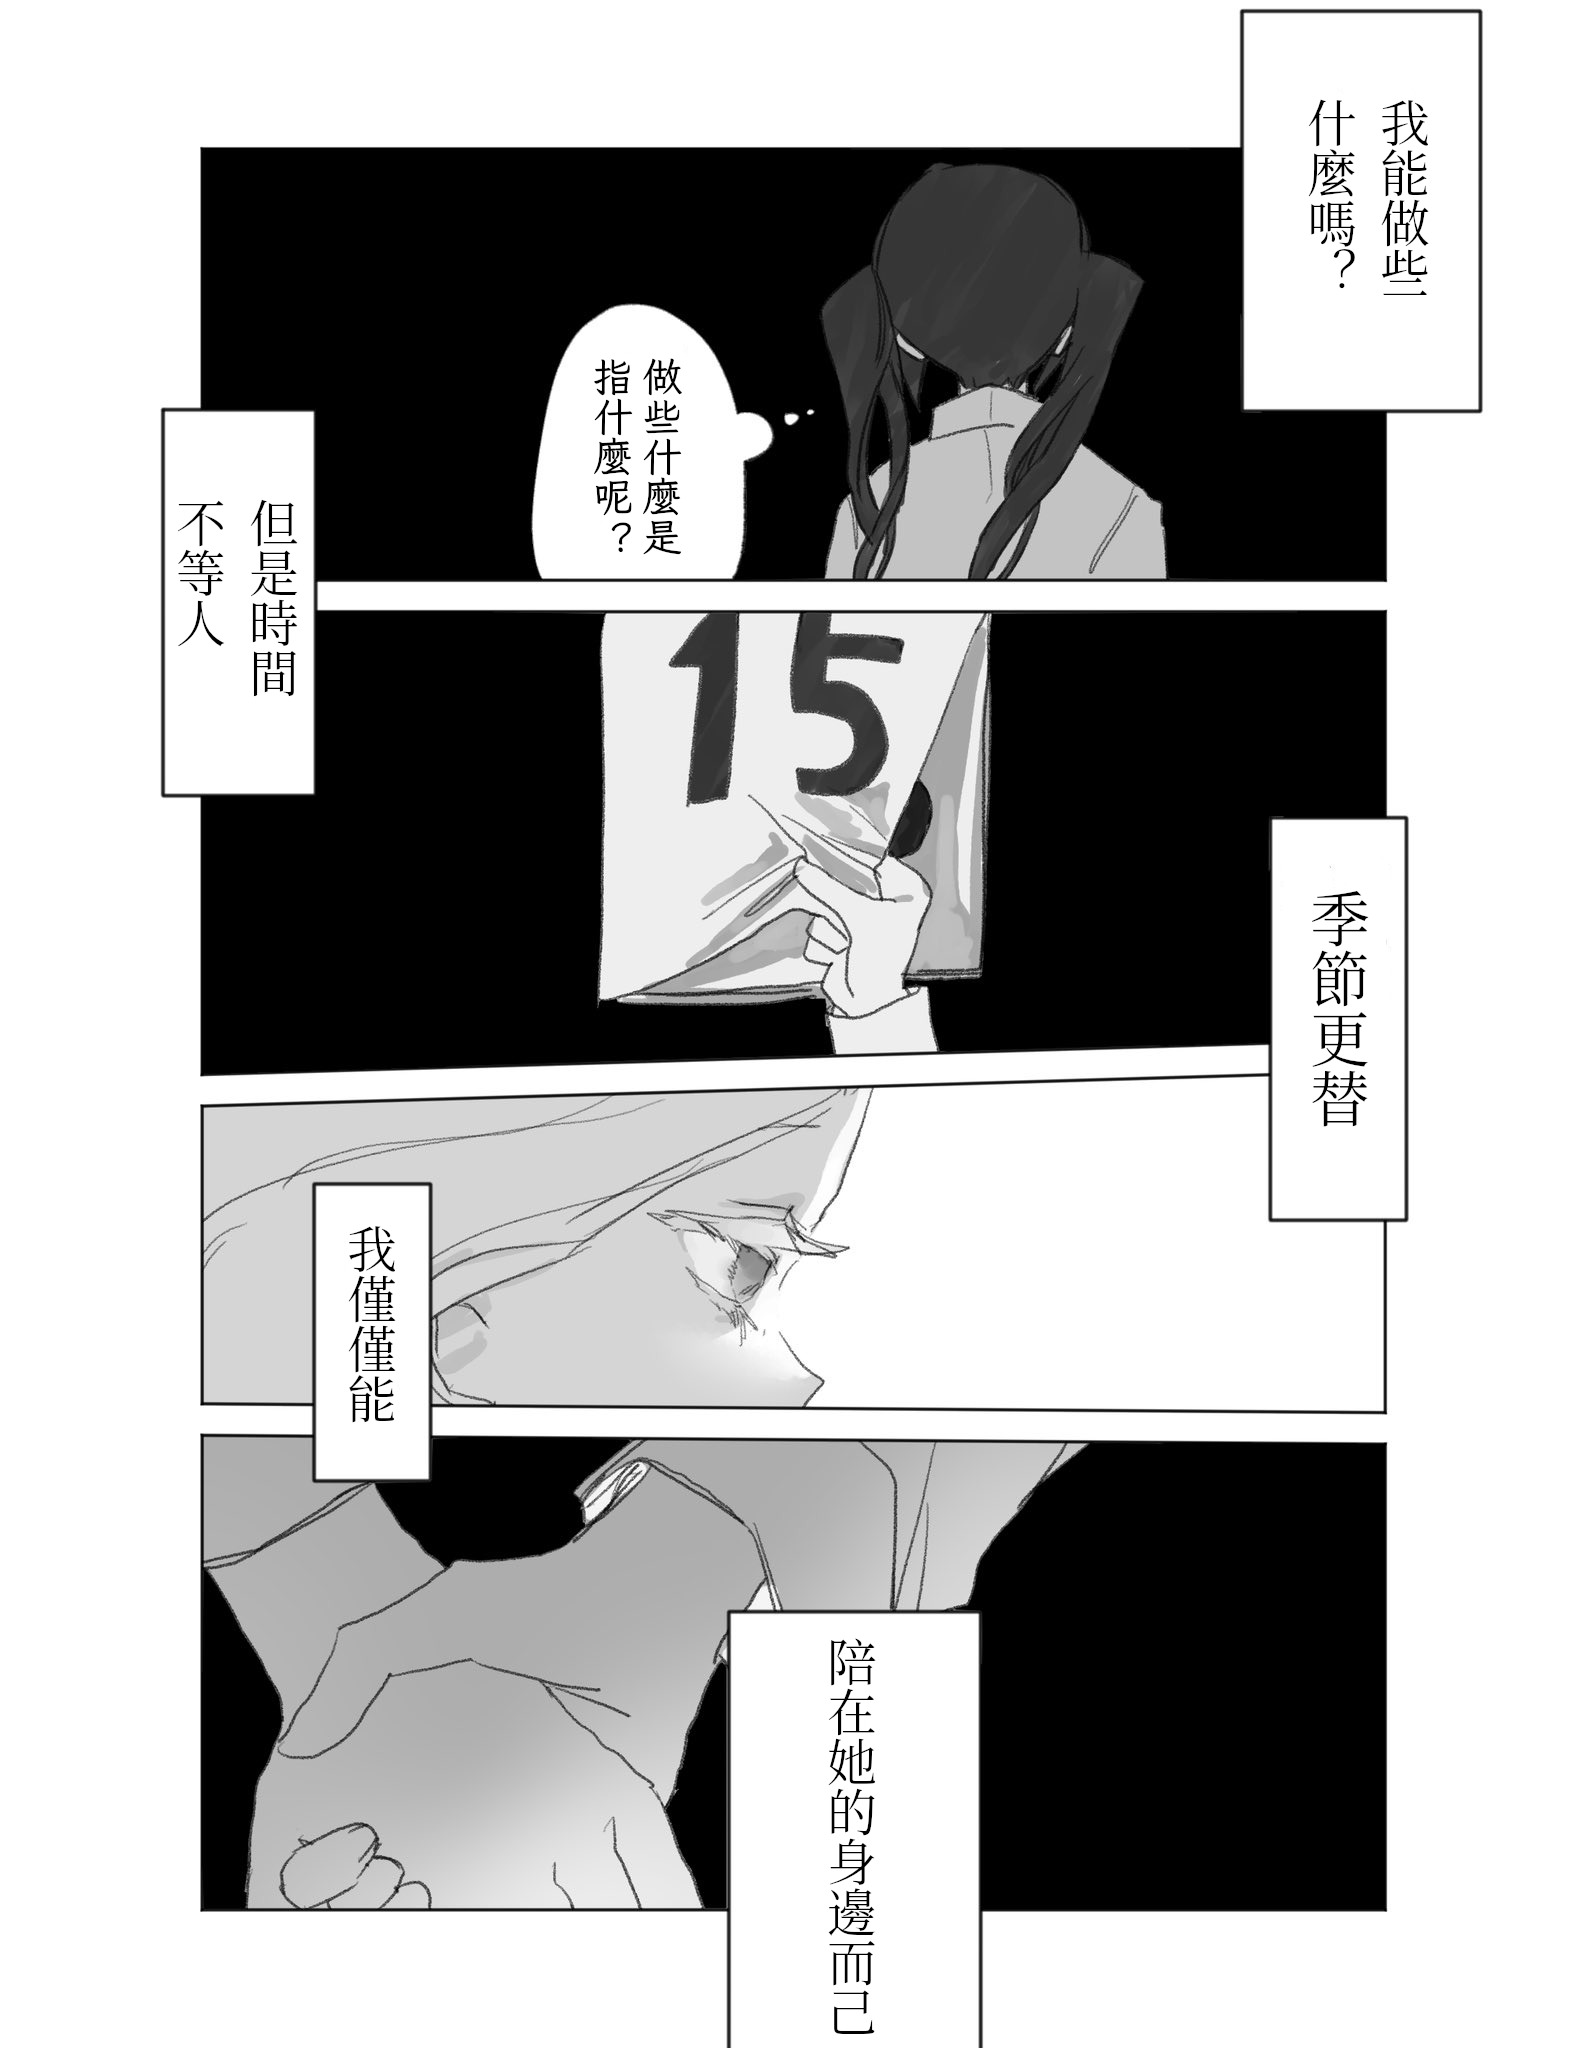 我能做些
什麼嗎？
做些什麼是
指什麼呢？
但是時間
不等人
15
季節更替
我僅僅能
陪在她的身邊而己